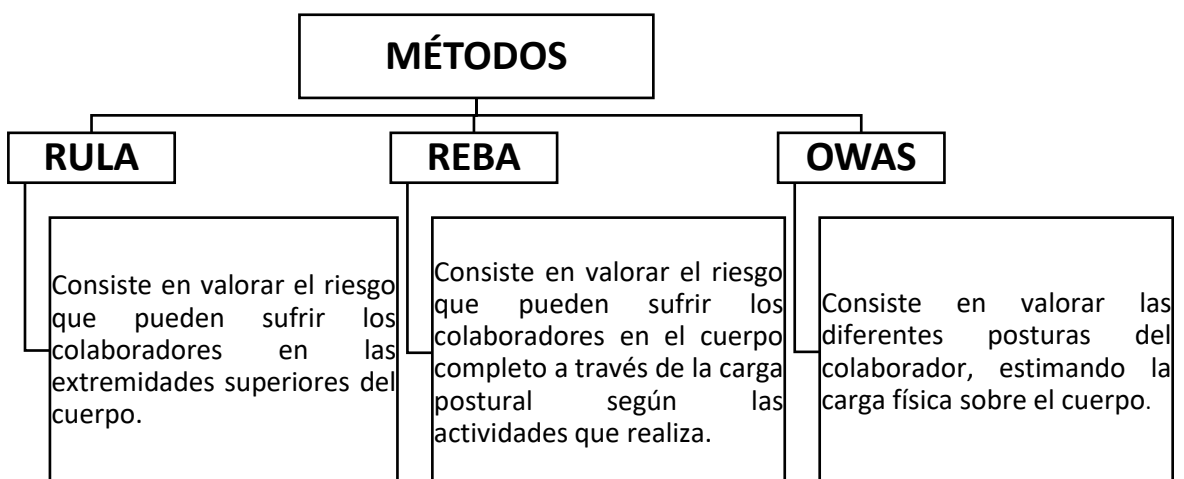 MÉTODOS
RULA
REBA
OWAS
Consiste en valorar el riesgo
que pueden sufrir los
colaboradores en las
extremidades superiores del
cuerpo.
Consiste en valorar el riesgo
que pueden sufrir los
colaboradores en el cuerpo
completo a través de la carga
postural según las
actividades que realiza.
Consiste en valorar las
diferentes posturas del
colaborador, estimando la
carga física sobre el cuerpo.